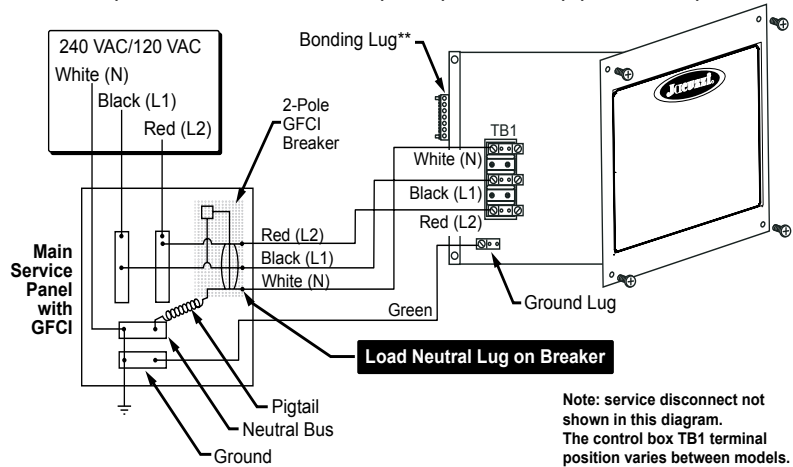 240 VAC/120 VAC
White (N)
Black (L1)
Red (L2)
2-Pole
GFCI
Breaker
Bonding Lug**
TB1
White (N)
Black (L1)
Red (L2)
Jacuzzi
Main
Service
Panel
with
GFCI
Red (L2)
Black (L1)
White (N)
Green
Ground Lug
Load Neutral Lug on Breaker
Pigtail
Neutral Bus
Ground
Note: service disconnect not
shown in this diagram.
The control box TB1 terminal
position varies between models.